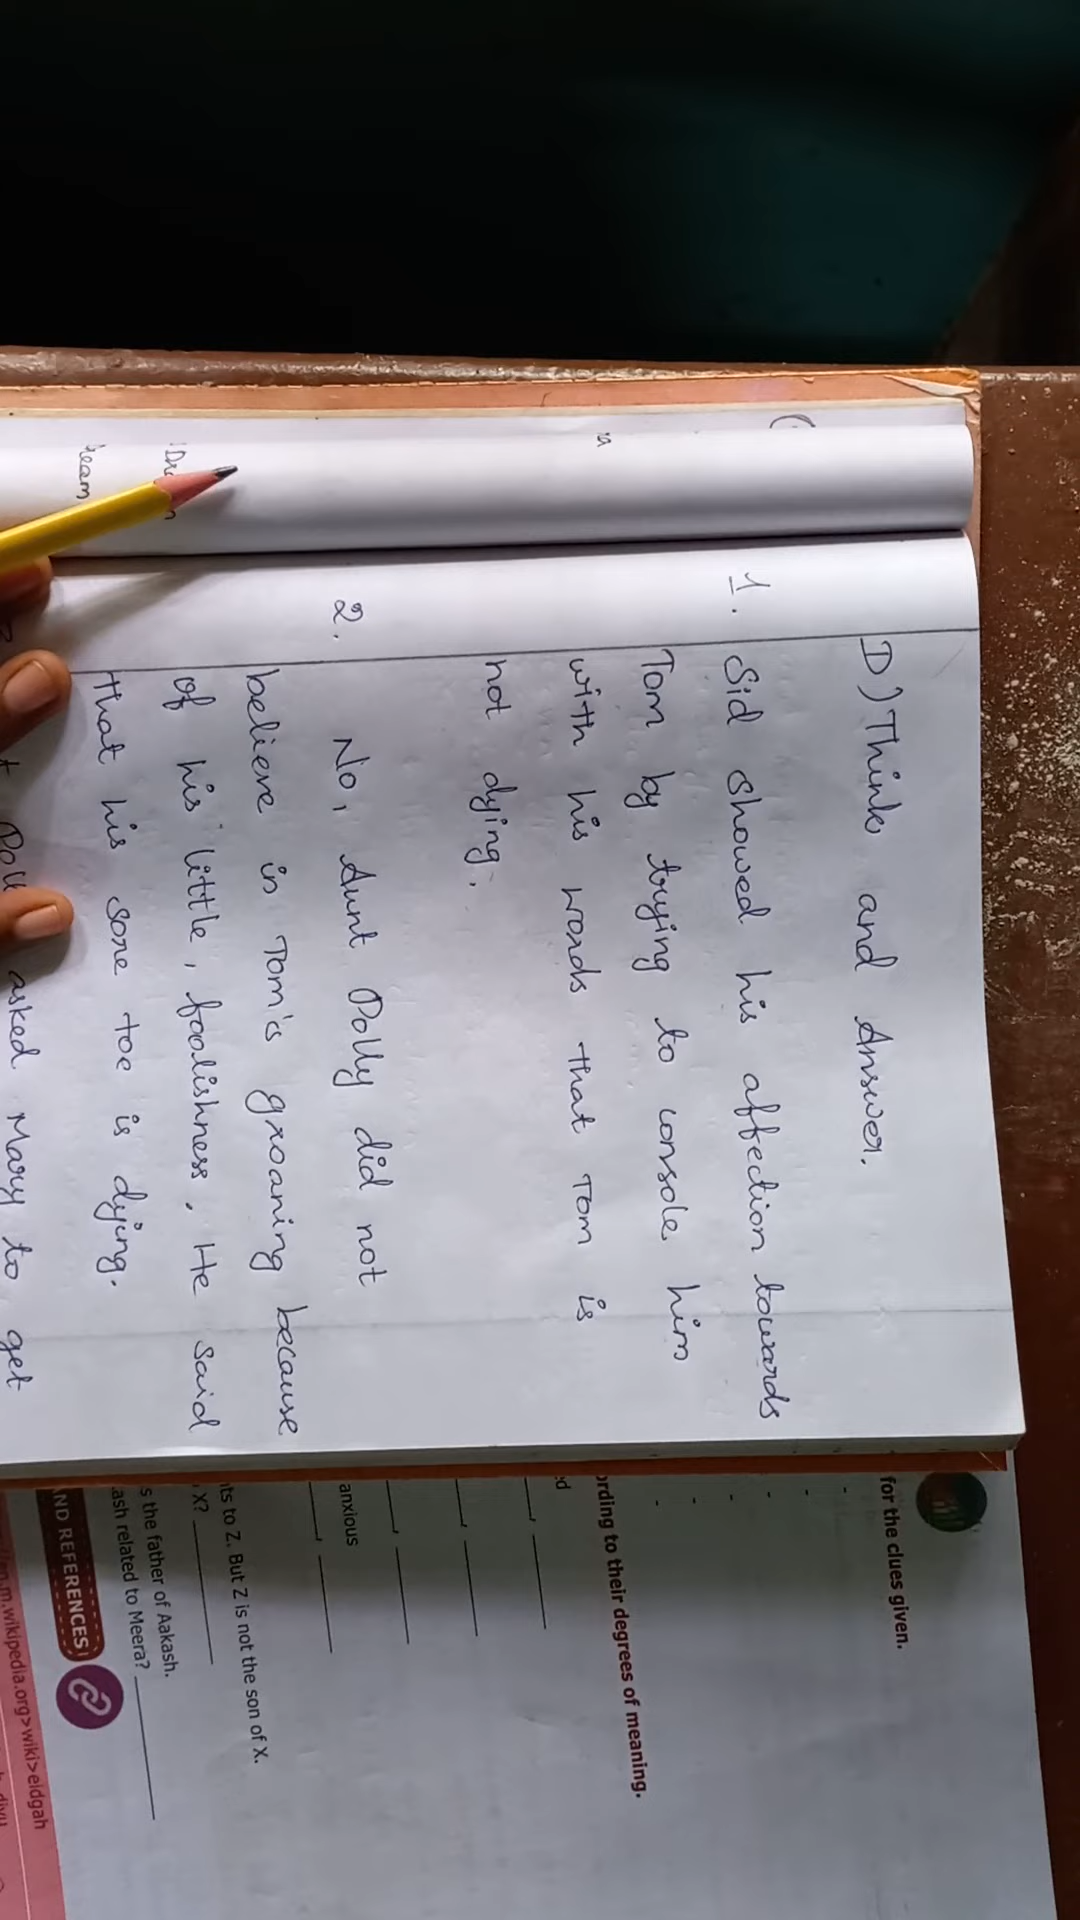 D) Think and Answer.
1. Sid showed his affection towards
Tom by trying to console him
with his words that Tom is
not dying.
2. No, Aunt Polly did not
believe in Tom's groaning because
of his little, foolishness. He said
that his sore toe is dying.
asked Mary to get
for the clues given.
ording to their degrees of meaning.
ed
anxious
its to Z. But Z is not the son of X.
X?
s the father of Aakash.
ash related to Meera?
ND REFERENCES
.m.wikipedia.org>wiki>eidgah